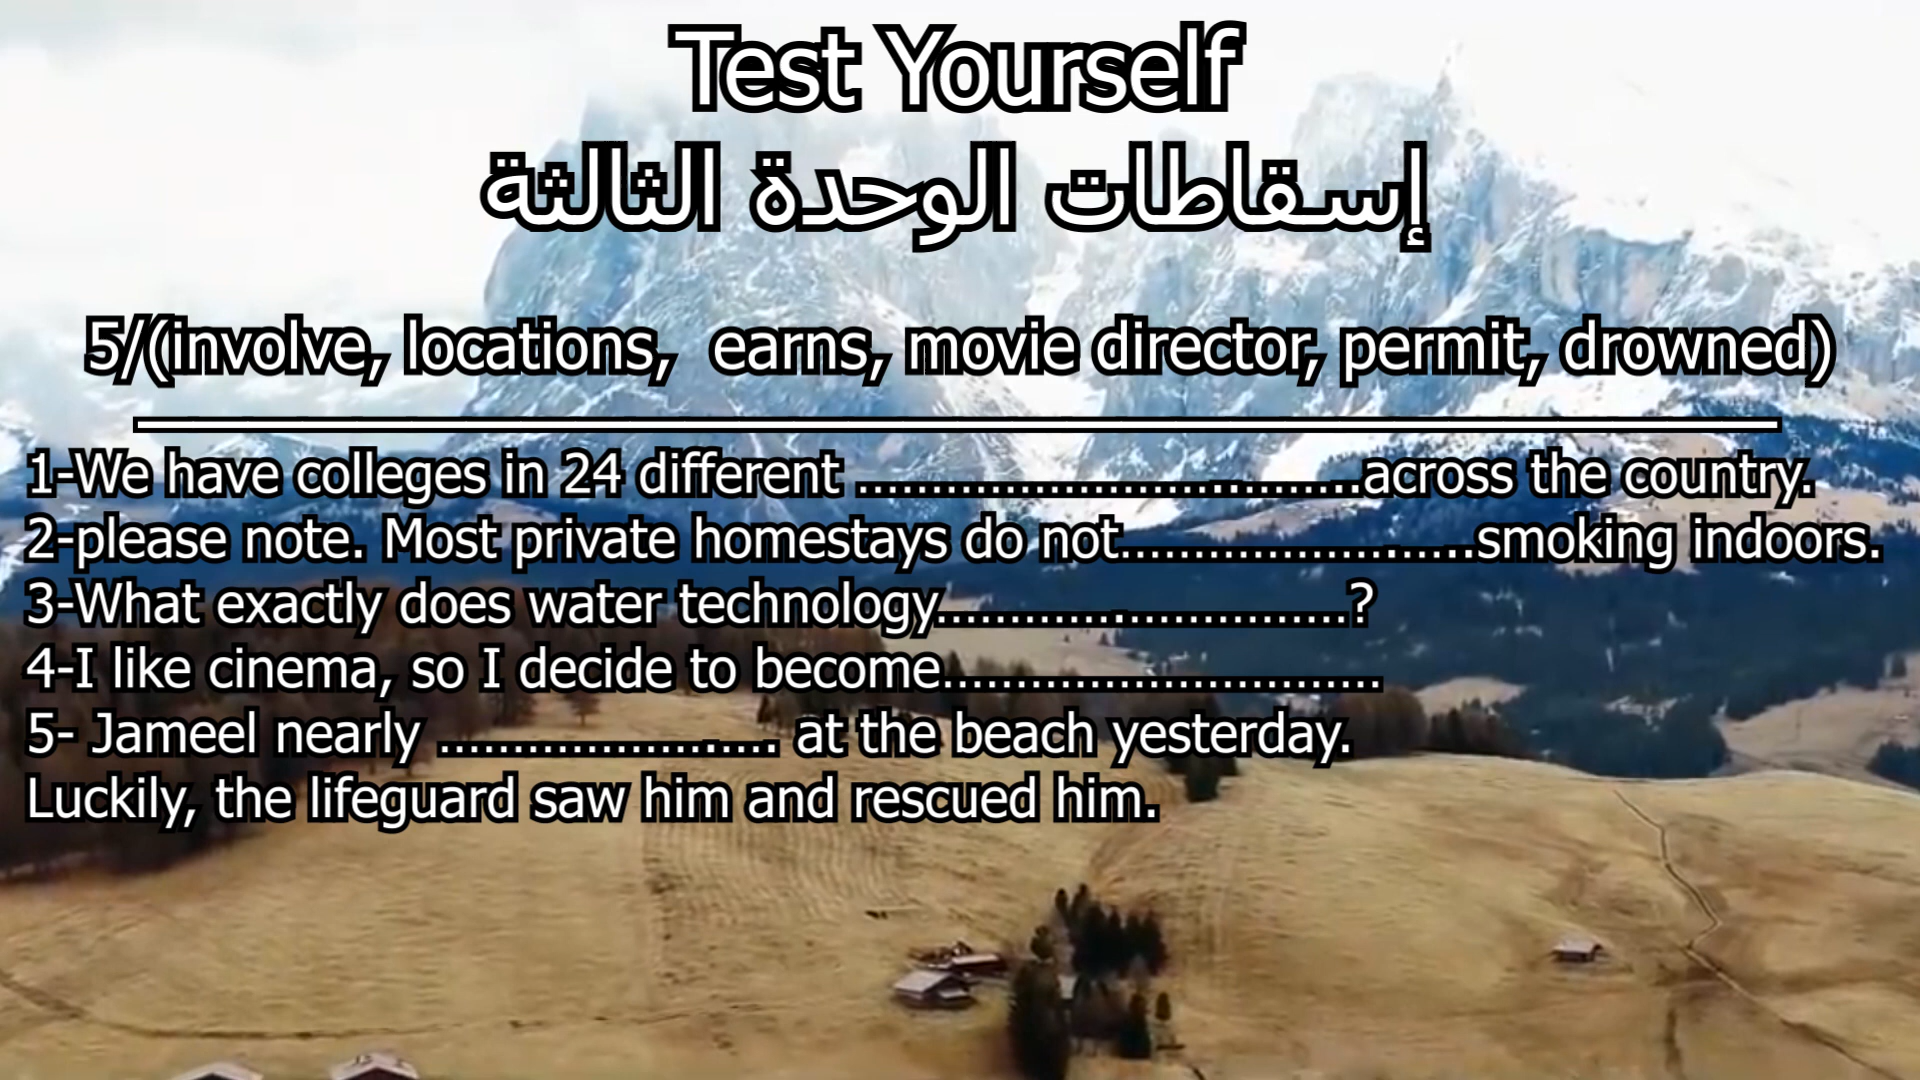 Test Yourself
إسقاطات الوحدة الثالثة
5/(involve, locations,  earns, movie director, permit, drowned)
1-We have colleges in 24 different ..................................across the country.
2-please note. Most private homestays do not........................smoking indoors.
3-What exactly does water technology............................?
4-I like cinema, so I decide to become..............................
5- Jameel nearly ....................... at the beach yesterday.
Luckily, the lifeguard saw him and rescued him.